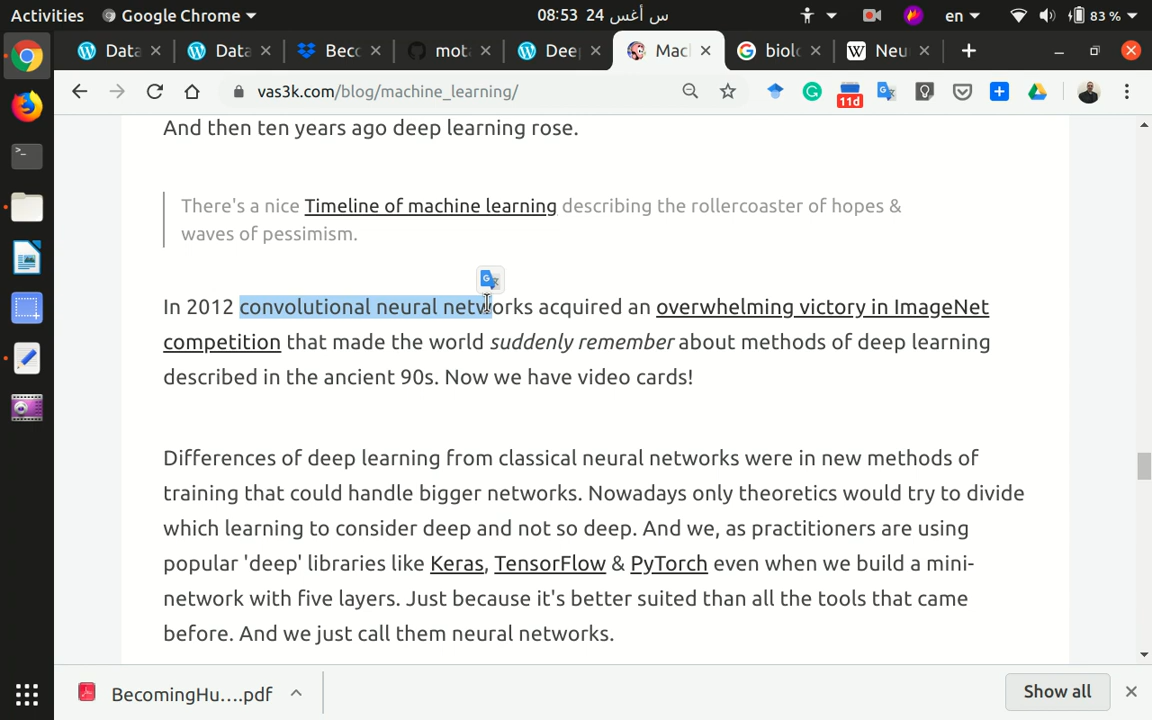 Activities
Google Chrome
س أغس 24 08:53
en
83 %
Data
Data
Beco
mot
Dee
Mac
biol
Neu
vas3k.com/blog/machine_learning/
11d
And then ten years ago deep learning rose.
There's a nice Timeline of machine learning describing the rollercoaster of hopes &
waves of pessimism.
In 2012 convolutional neural networks acquired an overwhelming victory in ImageNet
competition that made the world suddenly remember about methods of deep learning
described in the ancient 90s. Now we have video cards!
Differences of deep learning from classical neural networks were in new methods of
training that could handle bigger networks. Nowadays only theoretics would try to divide
which learning to consider deep and not so deep. And we, as practitioners are using
popular 'deep' libraries like Keras, TensorFlow & PyTorch even when we build a mini-
network with five layers. Just because it's better suited than all the tools that came
before. And we just call them neural networks.
BecomingHu....pdf
Show all